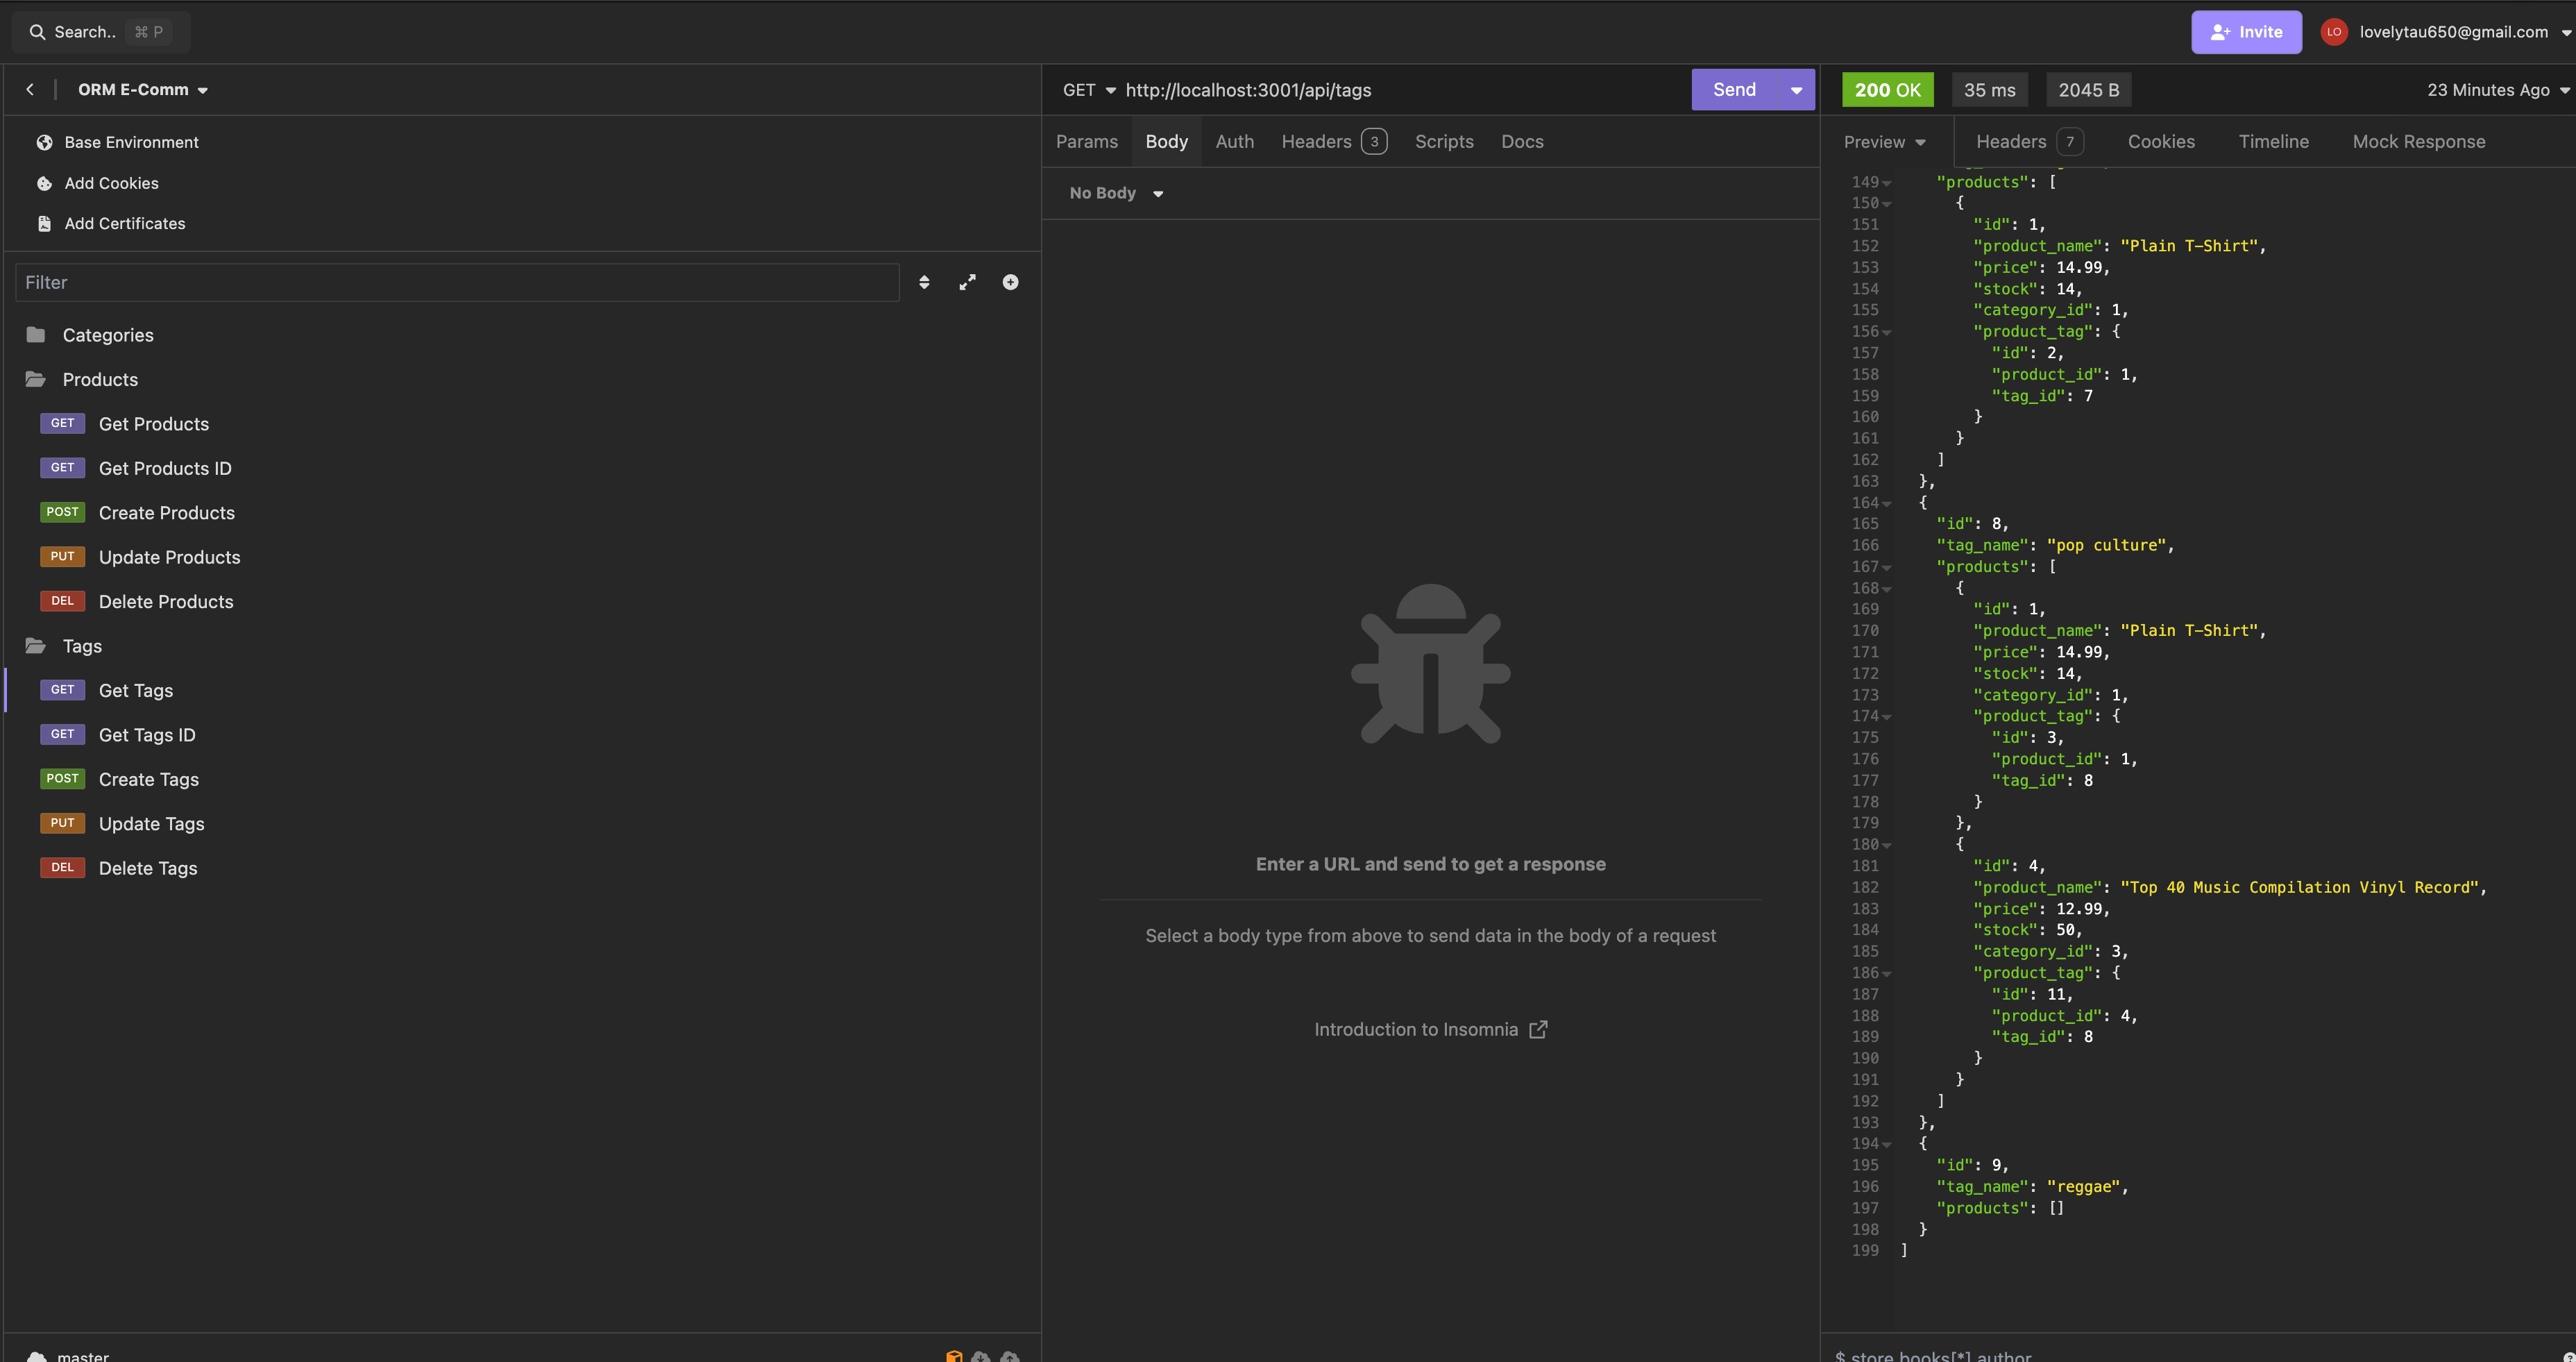 Search.. ⌘ P
Invite
LO lovelytau650@gmail.com
ORM E-Comm
Base Environment
Add Cookies
Add Certificates
Filter
Categories
Products
GET Get Products
GET Get Products ID
POST Create Products
PUT Update Products
DEL Delete Products
Tags
GET Get Tags
GET Get Tags ID
POST Create Tags
PUT Update Tags
DEL Delete Tags
master
GET http://localhost:3001/api/tags Send
Params Body Auth Headers 3 Scripts Docs
No Body
Enter a URL and send to get a response
Select a body type from above to send data in the body of a request
Introduction to Insomnia
200 OK 35 ms 2045 B 23 Minutes Ago
Preview Headers 7 Cookies Timeline Mock Response
149 "products": [
150 {
151 "id": 1,
152 "product_name": "Plain T-Shirt",
153 "price": 14.99,
154 "stock": 14,
155 "category_id": 1,
156 "product_tag": {
157 "id": 2,
158 "product_id": 1,
159 "tag_id": 7
160 }
161 }
162 ]
163 },
164 {
165 "id": 8,
166 "tag_name": "pop culture",
167 "products": [
168 {
169 "id": 1,
170 "product_name": "Plain T-Shirt",
171 "price": 14.99,
172 "stock": 14,
173 "category_id": 1,
174 "product_tag": {
175 "id": 3,
176 "product_id": 1,
177 "tag_id": 8
178 }
179 },
180 {
181 "id": 4,
182 "product_name": "Top 40 Music Compilation Vinyl Record",
183 "price": 12.99,
184 "stock": 50,
185 "category_id": 3,
186 "product_tag": {
187 "id": 11,
188 "product_id": 4,
189 "tag_id": 8
190 }
191 }
192 ]
193 },
194 {
195 "id": 9,
196 "tag_name": "reggae",
197 "products": []
198 }
199 ]
$.store.books[*].author